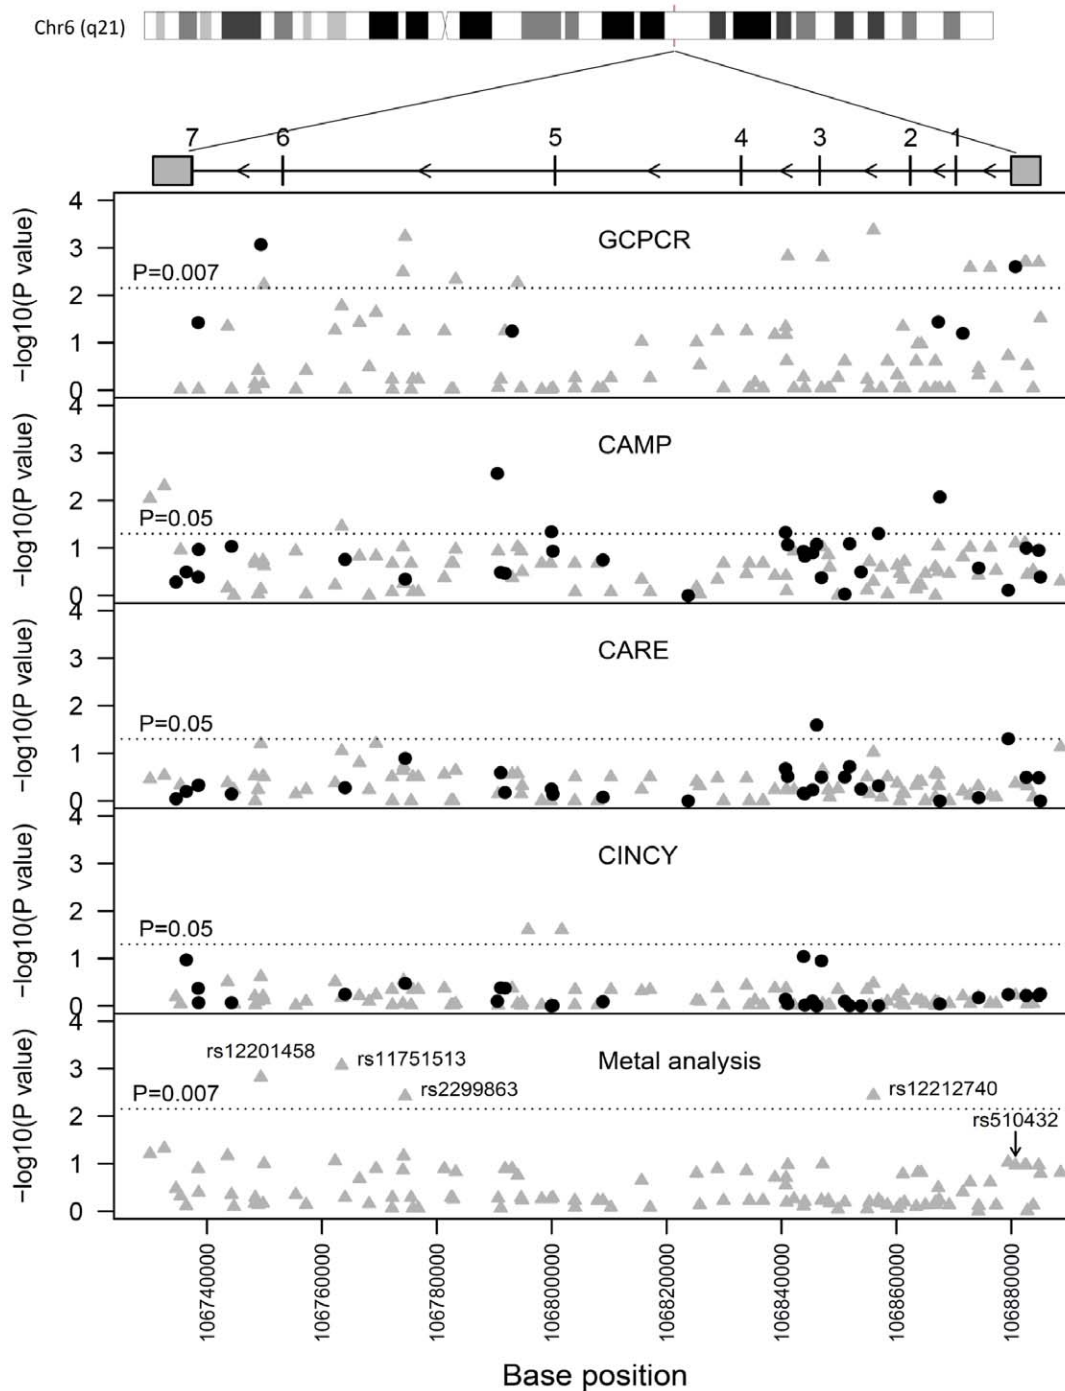 Chr6 (q21)
7 6 5 4 3 2 1
4
3
2
1
0
−log10(P value)
GCPCR
P=0.007
4
3
2
1
0
−log10(P value)
CAMP
P=0.05
4
3
2
1
0
−log10(P value)
CARE
P=0.05
4
3
2
1
0
−log10(P value)
CINCY
P=0.05
4
3
2
1
0
−log10(P value)
Metal analysis
rs12201458
rs11751513
P=0.007
rs2299863
rs12212740
rs510432
106740000
106760000
106780000
106800000
106820000
106840000
106860000
106880000
Base position